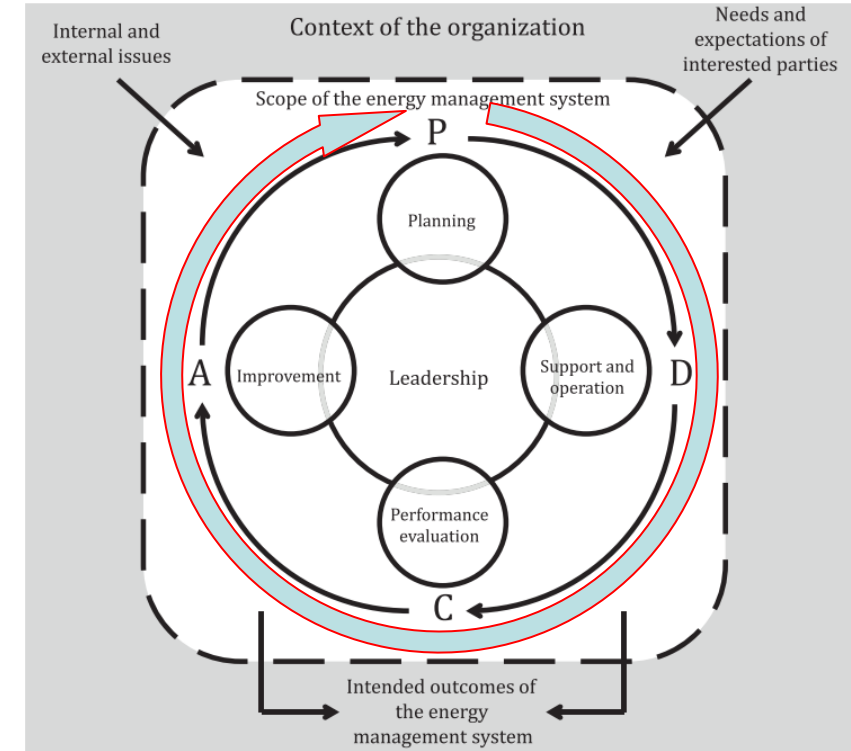 Context of the organization
Internal and
external issues
Needs and
expectations of
interested parties
Scope of the energy management system
P
Planning
A
Improvement
Leadership
Support and
operation
D
Performance
evaluation
C
Intended outcomes of
the energy
management system